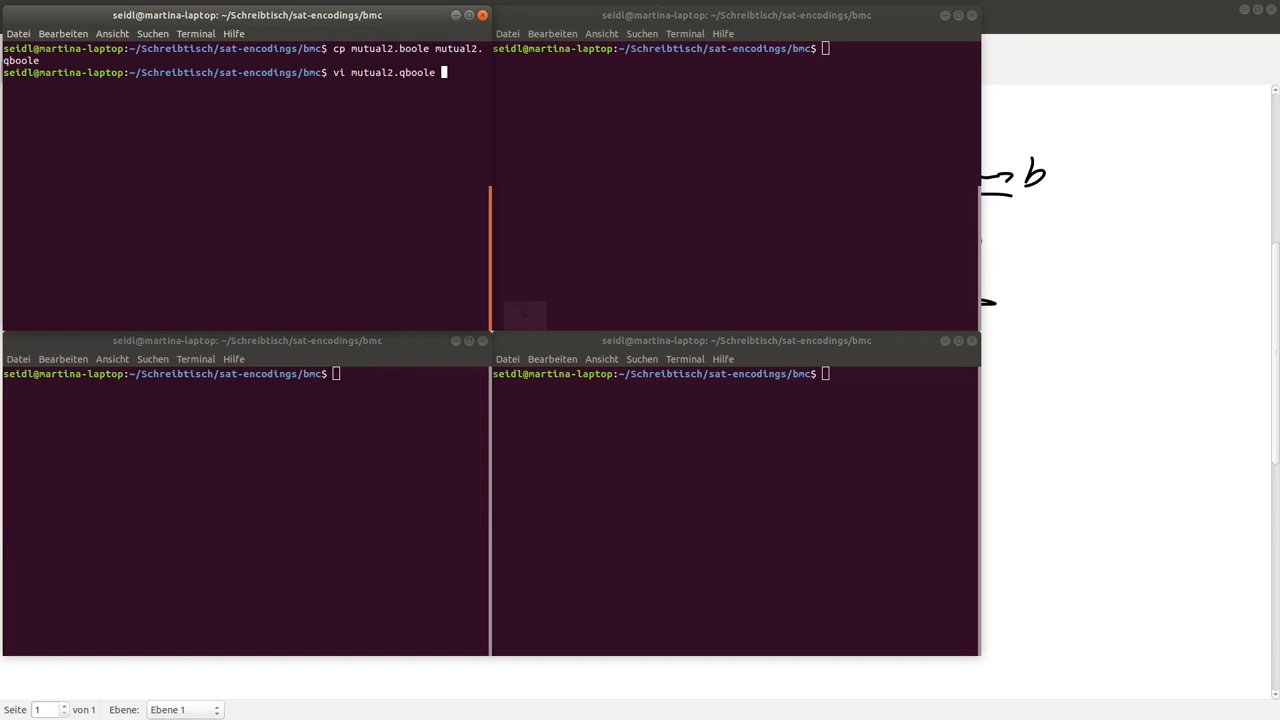 seidl@martina-laptop: ~/Schreibtisch/sat-encodings/bmc
Datei Bearbeiten Ansicht Suchen Terminal Hilfe
seidl@martina-laptop:~/Schreibtisch/sat-encodings/bmc$ cp mutual2.boole mutual2.
qboole
seidl@martina-laptop:~/Schreibtisch/sat-encodings/bmc$ vi mutual2.qboole
seidl@martina-laptop: ~/Schreibtisch/sat-encodings/bmc
Datei Bearbeiten Ansicht Suchen Terminal Hilfe
seidl@martina-laptop:~/Schreibtisch/sat-encodings/bmc$
b
seidl@martina-laptop: ~/Schreibtisch/sat-encodings/bmc
Datei Bearbeiten Ansicht Suchen Terminal Hilfe
seidl@martina-laptop:~/Schreibtisch/sat-encodings/bmc$
seidl@martina-laptop: ~/Schreibtisch/sat-encodings/bmc
Datei Bearbeiten Ansicht Suchen Terminal Hilfe
seidl@martina-laptop:~/Schreibtisch/sat-encodings/bmc$
Seite 1 von 1 Ebene: Ebene 1